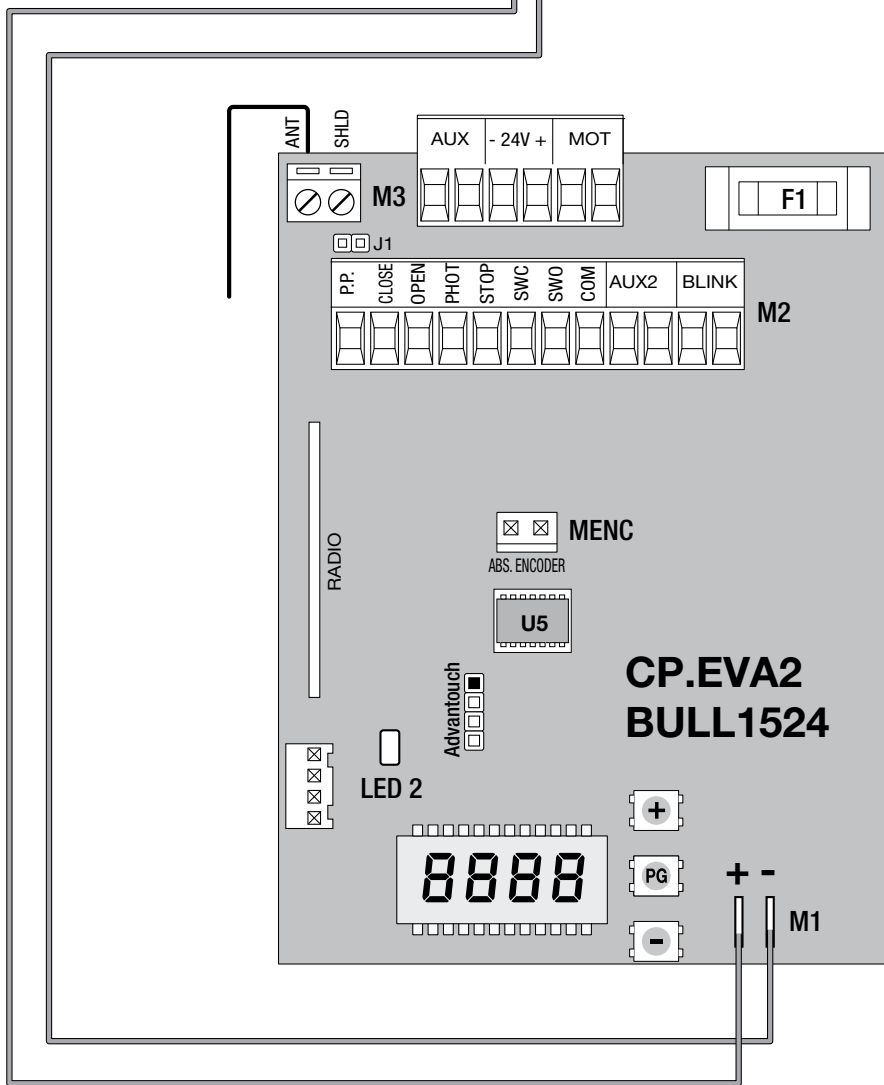 ANT
SHLD
AUX
- 24V +
MOT
M3
F1
J1
P.P.
CLOSE
OPEN
PHOT
STOP
SWC
SWO
COM
AUX2
BLINK
M2
RADIO
MENC
ABS. ENCODER
U5
Advantouch
CP.EVA2
BULL1524
LED 2
8888
+
PG
-
+ -
M1